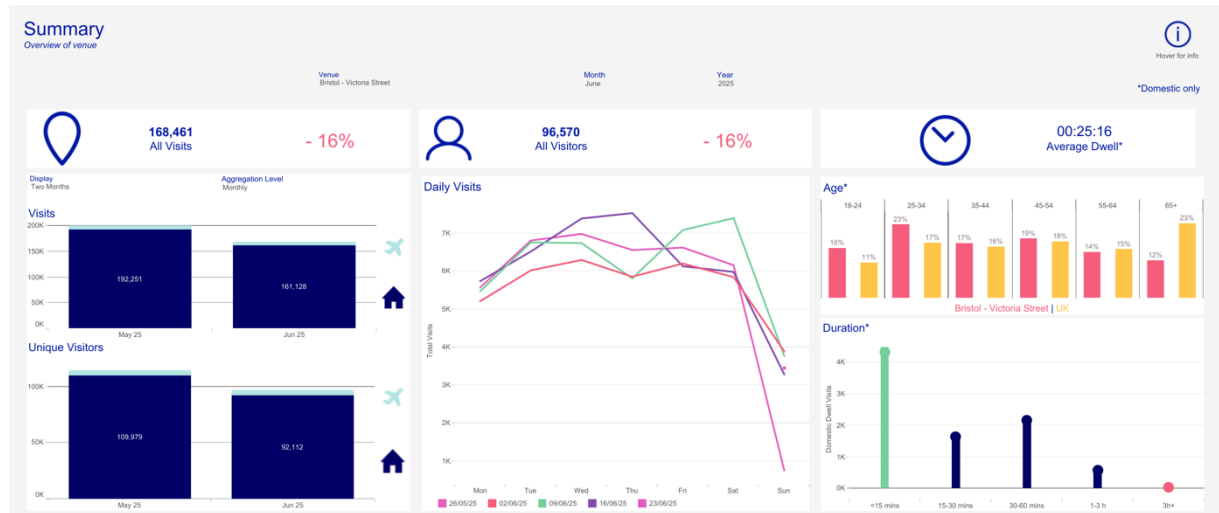 Summary
Overview of venue
Hover for info
Venue
Bristol - Victoria Street
Month
June
Year
2025
*Domestic only
168,461
All Visits
- 16%
96,570
All Visitors
- 16%
00:25:16
Average Dwell*
Display
Two Months
Aggregation Level
Monthly
Visits
200K
150K
100K
50K
0K
192,251
161,128
May 25
Jun 25
Unique Visitors
100K
50K
0K
109,979
92,112
May 25
Jun 25
Daily Visits
Total Visits
7K
6K
5K
4K
3K
2K
1K
Mon Tue Wed Thu Fri Sat Sun
26/05/25 02/06/25 09/06/25 16/06/25 23/06/25
Age*
18-24 25-34 35-44 45-54 55-64 65+
16% 11% 23% 17% 17% 16% 19% 18% 14% 15% 12% 23%
Bristol - Victoria Street | UK
Duration*
Domestic Dwell Visits
4K
3K
2K
1K
0K
<15 mins 15-30 mins 30-60 mins 1-3 h 3h+